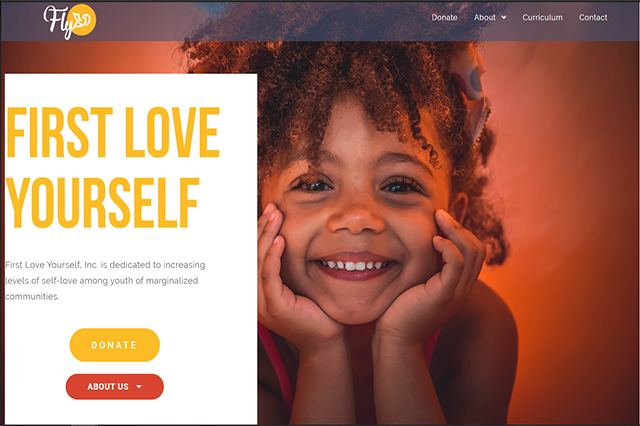 Fly
Donate About Curriculum Contact
FIRST LOVE
YOURSELF
First Love Yourself, Inc. is dedicated to increasing
levels of self-love among youth of marginalized
communities.
DONATE
ABOUT US